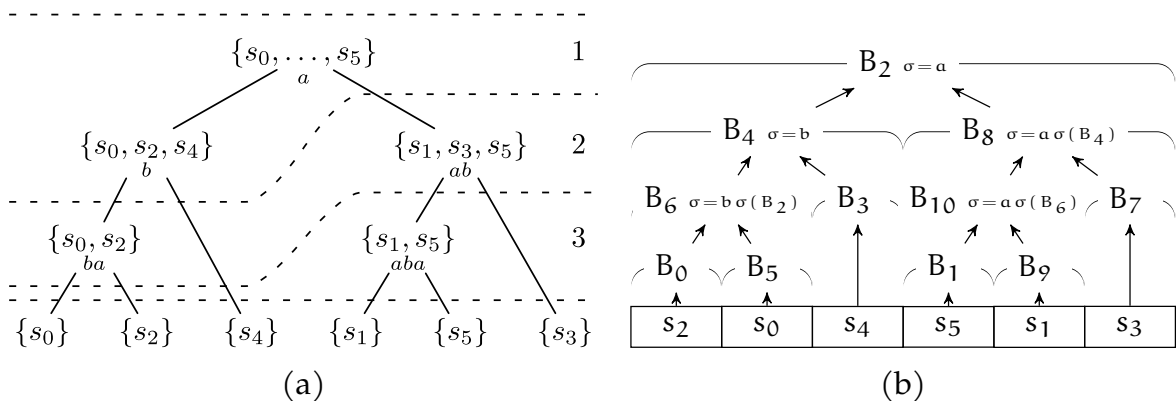 {s₀, . . . , s₅} 1
a
{s₀, s₂, s₄} {s₁, s₃, s₅} 2
b ab
{s₀, s₂} {s₁, s₅} 3
ba aba
{s₀} {s₂} {s₄} {s₁} {s₅} {s₃}
(a)
B₂ σ=a
B₄ σ=b B₈ σ=a σ(B₄)
B₆ σ=b σ(B₂) B₃ B₁₀ σ=a σ(B₆) B₇
B₀ B₅ B₁ B₉
s₂ s₀ s₄ s₅ s₁ s₃
(b)